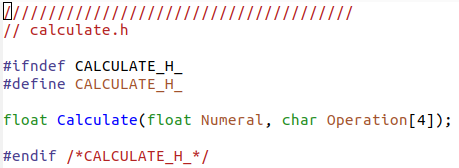 ///////////////////////////////////////
// calculate.h

#ifndef CALCULATE_H_
#define CALCULATE_H_

float Calculate(float Numeral, char Operation[4]);

#endif /*CALCULATE_H_*/